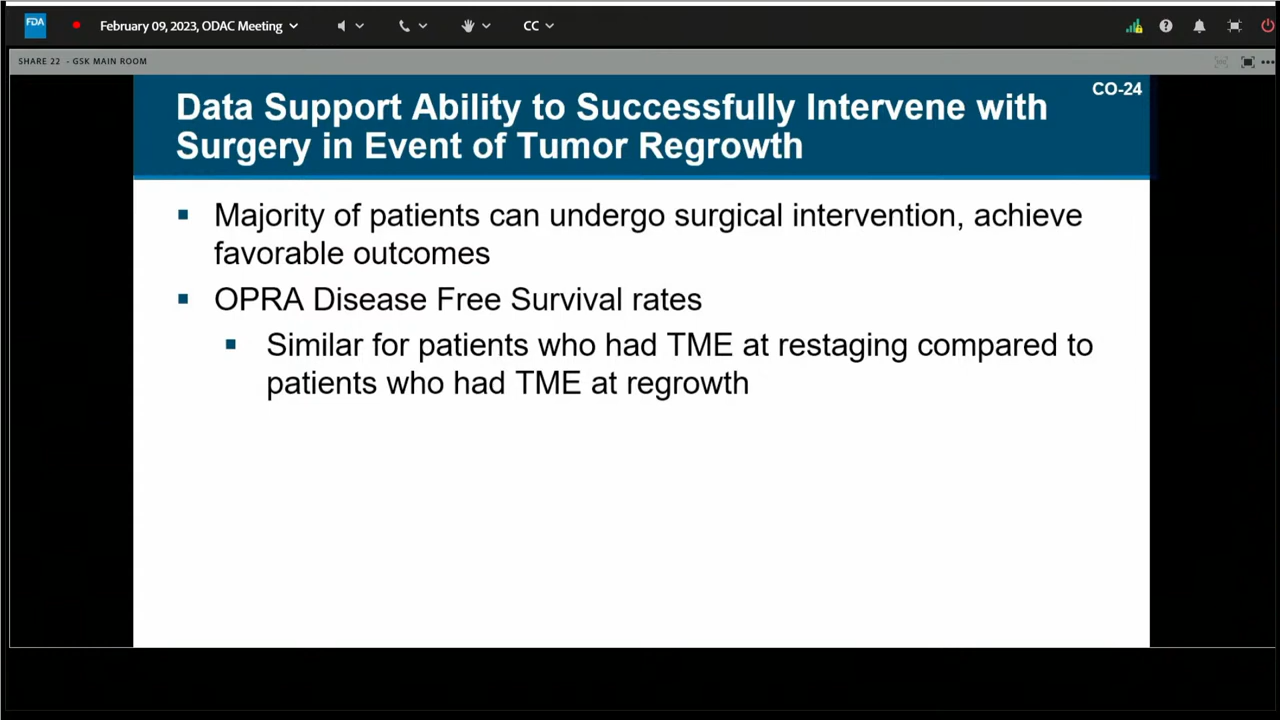 FDA
February 09, 2023, ODAC Meeting
CC
SHARE 22 - GSK MAIN ROOM
CO-24
Data Support Ability to Successfully Intervene with
Surgery in Event of Tumor Regrowth
Majority of patients can undergo surgical intervention, achieve
favorable outcomes
OPRA Disease Free Survival rates
Similar for patients who had TME at restaging compared to
patients who had TME at regrowth